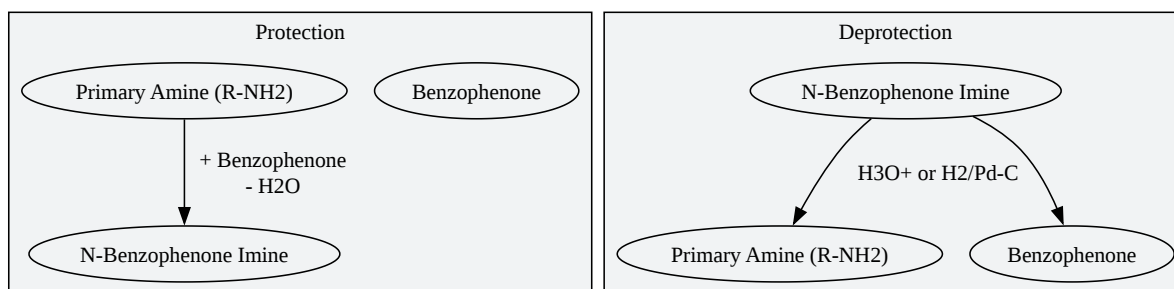 Protection
Primary Amine (R-NH2)
Benzophenone
+ Benzophenone
- H2O
N-Benzophenone Imine
Deprotection
N-Benzophenone Imine
H3O+ or H2/Pd-C
Primary Amine (R-NH2)
Benzophenone